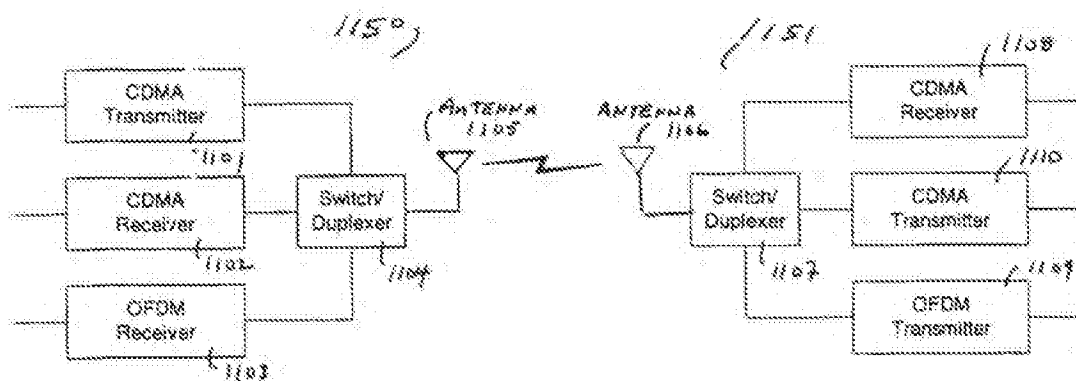 1150
1151
CDMA
Transmitter
1101
CDMA
Receiver
1102
OFDM
Receiver
1103
Switch/
Duplexer
1104
ANTENNA
1105
ANTENNA
1106
Switch/
Duplexer
1107
CDMA
Receiver
1108
CDMA
Transmitter
1110
OFDM
Transmitter
1109